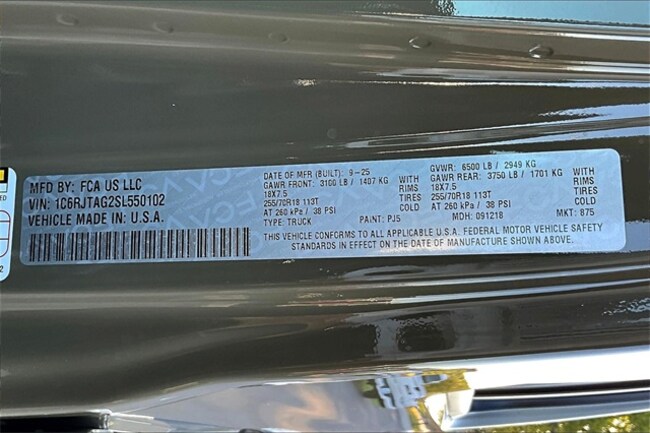 MFD BY: FCA US LLC
VIN: 1C6RJTAG2SL550102
VEHICLE MADE IN: U.S.A.
DATE OF MFR (BUILT): 9-25 GVWR: 6500 LB / 2949 KG
GAWR FRONT: 3100 LB / 1407 KG WITH GAWR REAR: 3750 LB / 1701 KG WITH
18X7.5 RIMS 18X7.5 RIMS
255/70R18 113T TIRES 255/70R18 113T TIRES
AT 260 kPa / 38 PSI COLD AT 260 kPa / 38 PSI COLD
TYPE: TRUCK PAINT: PJ5 MDH: 091218 MKT: 875
THIS VEHICLE CONFORMS TO ALL APPLICABLE U.S.A. FEDERAL MOTOR VEHICLE SAFETY
STANDARDS IN EFFECT ON THE DATE OF MANUFACTURE SHOWN ABOVE.